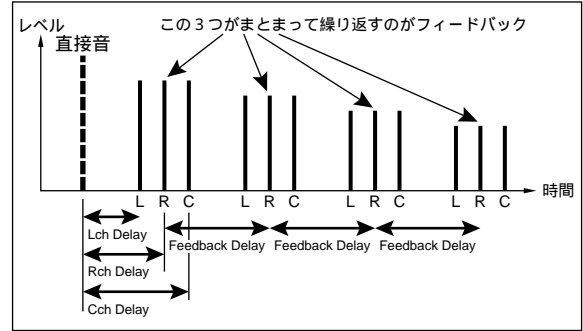 レベル
この３つがまとまって繰り返すのがフィードバック
直接音
L R C L R C L R C L R C
時間
Lch Delay
Feedback Delay Feedback Delay Feedback Delay
Rch Delay
Cch Delay